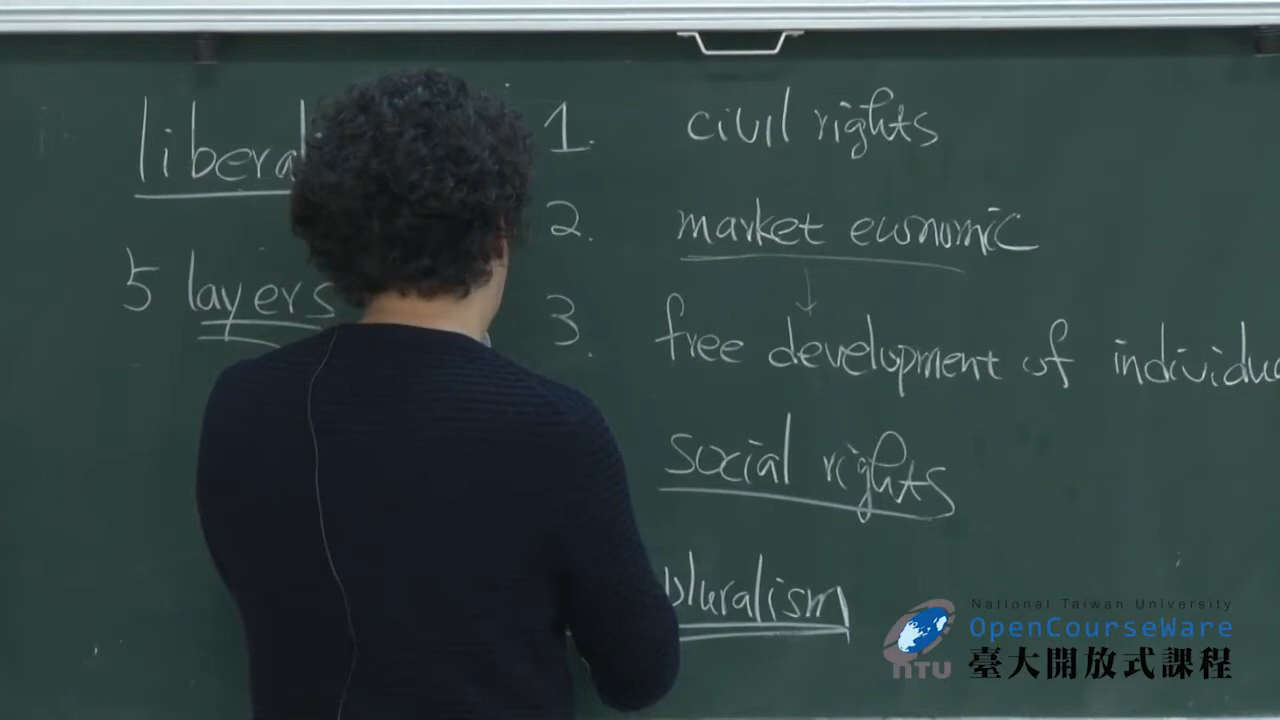 liberal
5 layers
1. civil rights
2. market economic
3. free development of individua
social rights
pluralism
National Taiwan University
OpenCourseWare
NTU
臺大開放式課程